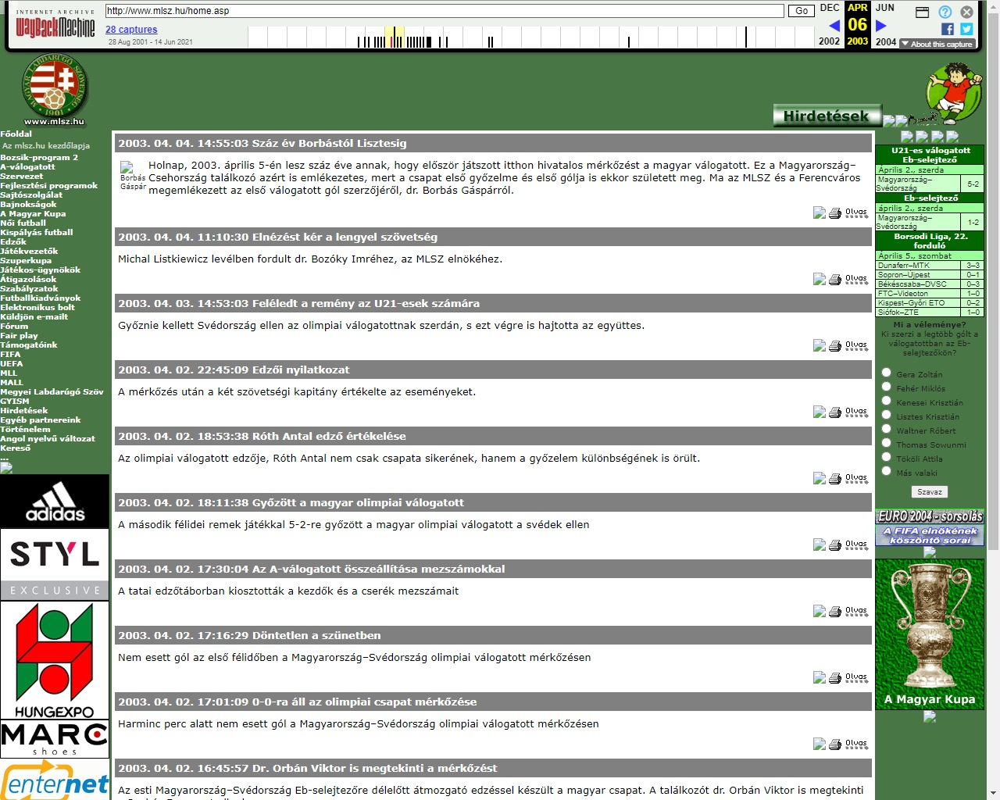 INTERNET ARCHIVE
WayBackMachine
http://www.mlsz.hu/home.asp
Go
28 captures
28 Aug 2001 - 14 Jun 2021
DEC APR JUN
06
2002 2003 2004
About this capture
MAGYAR LABDARÚGÓ SZÖVETSÉG
1901
www.mlsz.hu
Hirdetések
Főoldal
Az mlsz.hu kezdőlapja
Bozsik-program 2
A-válogatott
Szervezet
Fejlesztési programok
Sajtószolgálat
Bajnokságok
A Magyar Kupa
Női futball
Kispályás futball
Edzők
Játékvezetők
Szuperkupa
Játékos-ügynökök
Átigazolások
Szabályzatok
Futballkiadványok
Elektronikus bolt
Küldjön e-mailt
Fórum
Fair play
Támogatóink
FIFA
UEFA
MLL
MALL
Megyei Labdarúgó Szöv
GYISM
Hirdetések
Egyéb partnereink
Történelem
Angol nyelvű változat
Kereső
...
adidas
STYL
EXCLUSIVE
HUNGEXPO
MARC
shoes
enternet
2003. 04. 04. 14:55:03 Száz év Borbástól Lisztesig
Borbás
Gáspár
Holnap, 2003. április 5-én lesz száz éve annak, hogy először játszott itthon hivatalos mérkőzést a magyar válogatott. Ez a Magyarország–
Csehország találkozó azért is emlékezetes, mert a csapat első győzelme és első gólja is ekkor született meg. Ma az MLSZ és a Ferencváros
megemlékezett az első válogatott gól szerzőjéről, dr. Borbás Gáspárról.
Olvas
2003. 04. 04. 11:10:30 Elnézést kér a lengyel szövetség
Michal Listkiewicz levélben fordult dr. Bozóky Imréhez, az MLSZ elnökéhez.
Olvas
2003. 04. 03. 14:53:03 Feléledt a remény az U21-esek számára
Győznie kellett Svédország ellen az olimpiai válogatottnak szerdán, s ezt végre is hajtotta az együttes.
Olvas
2003. 04. 02. 22:45:09 Edzői nyilatkozat
A mérkőzés után a két szövetségi kapitány értékelte az eseményeket.
Olvas
2003. 04. 02. 18:53:38 Róth Antal edző értékelése
Az olimpiai válogatott edzője, Róth Antal nem csak csapata sikerének, hanem a győzelem különbségének is örült.
Olvas
2003. 04. 02. 18:11:38 Győzött a magyar olimpiai válogatott
A második félidei remek játékkal 5-2-re győzött a magyar olimpiai válogatott a svédek ellen
Olvas
2003. 04. 02. 17:30:04 Az A-válogatott összeállítása mezszámokkal
A tatai edzőtáborban kiosztották a kezdők és a cserék mezszámait
Olvas
2003. 04. 02. 17:16:29 Döntetlen a szünetben
Nem esett gól az első félidőben a Magyarország–Svédország olimpiai válogatott mérkőzésen
Olvas
2003. 04. 02. 17:01:09 0-0-ra áll az olimpiai csapat mérkőzése
Harminc perc alatt nem esett gól a Magyarország–Svédország olimpiai válogatott mérkőzésen
Olvas
2003. 04. 02. 16:45:57 Dr. Orbán Viktor is megtekinti a mérkőzést
Az esti Magyarország–Svédország Eb-selejtezőre délelőtt átmozgató edzéssel készült a magyar csapat. A találkozót dr. Orbán Viktor is megtekinti
U21-es válogatott
Eb-selejtező
Április 2., szerda
Magyarország–
Svédország 5-2
Eb-selejtező
április 2., szerda
Magyarország–
Svédország 1-2
Borsodi Liga, 22.
forduló
Április 5., szombat
Dunaferr–MTK 3–3
Sopron–Újpest 0–1
Békéscsaba–DVSC 0–3
FTC–Videoton 1–0
Kispest–Győri ETO 0–2
Siófok–ZTE 1–0
Mi a véleménye?
Ki szerzi a legtöbb gólt a
válogatottban az Eb-
selejtezőkön?
Gera Zoltán
Fehér Miklós
Kenesei Krisztián
Lisztes Krisztián
Waltner Róbert
Thomas Sowunmi
Tököli Attila
Más valaki
Szavaz
EURO 2004 - sorsolás
A FIFA elnökének
köszöntő sorai
A Magyar Kupa